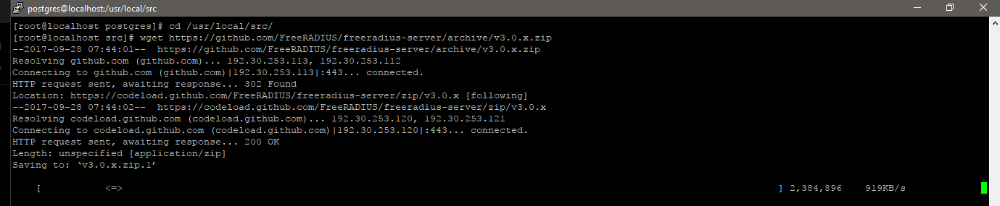 postgres@localhost:/usr/local/src
[root@localhost postgres]# cd /usr/local/src/
[root@localhost src]# wget https://github.com/FreeRADIUS/freeradius-server/archive/v3.0.x.zip
--2017-09-28 07:44:01--  https://github.com/FreeRADIUS/freeradius-server/archive/v3.0.x.zip
Resolving github.com (github.com)... 192.30.253.113, 192.30.253.112
Connecting to github.com (github.com)|192.30.253.113|:443... connected.
HTTP request sent, awaiting response... 302 Found
Location: https://codeload.github.com/FreeRADIUS/freeradius-server/zip/v3.0.x [following]
--2017-09-28 07:44:02--  https://codeload.github.com/FreeRADIUS/freeradius-server/zip/v3.0.x
Resolving codeload.github.com (codeload.github.com)... 192.30.253.120, 192.30.253.121
Connecting to codeload.github.com (codeload.github.com)|192.30.253.120|:443... connected.
HTTP request sent, awaiting response... 200 OK
Length: unspecified [application/zip]
Saving to: ‘v3.0.x.zip.1’
[ <=> ] 2,384,896 919KB/s